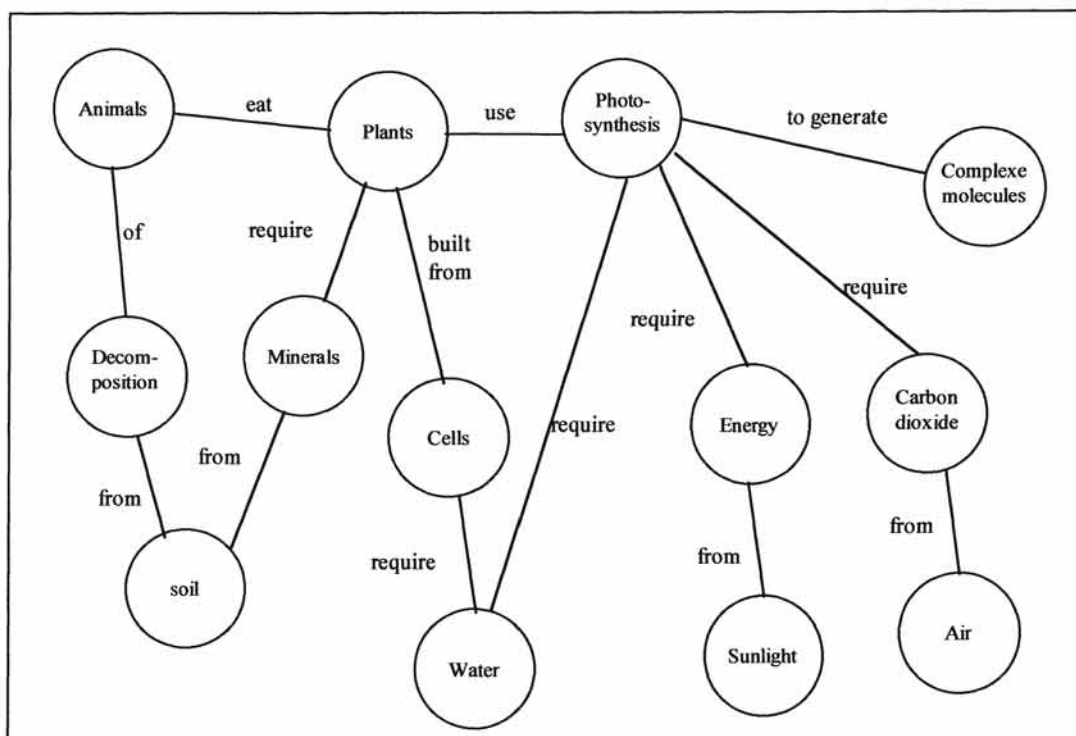 Animals
eat
Plants
use
Photo-
synthesis
to generate
Complexe
molecules
of
require
built
from
require
require
Decom-
position
Minerals
Cells
require
Energy
Carbon
dioxide
from
from
require
from
from
soil
Water
Sunlight
Air